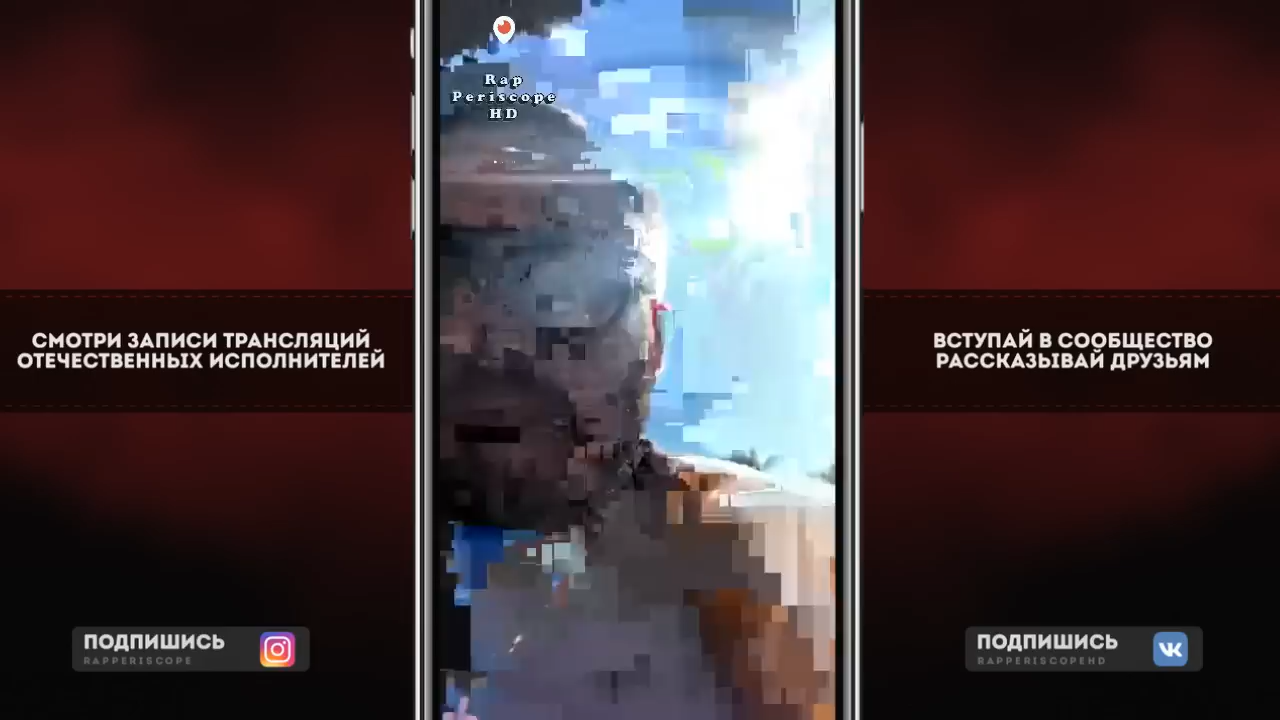 Rap
Periscope
HD
СМОТРИ ЗАПИСИ ТРАНСЛЯЦИЙ
ОТЕЧЕСТВЕННЫХ ИСПОЛНИТЕЛЕЙ
ВСТУПАЙ В СООБЩЕСТВО
РАССКАЗЫВАЙ ДРУЗЬЯМ
ПОДПИШИСЬ
RAPPERISCOPE
ПОДПИШИСЬ
RAPPERISCOPEHD